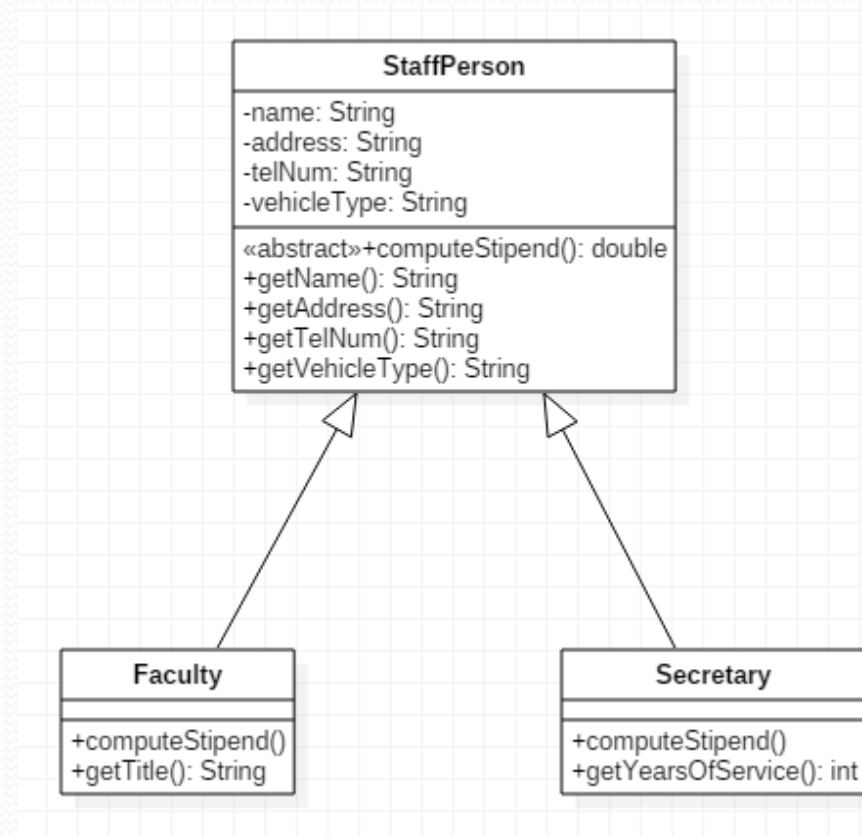 StaffPerson
-name: String
-address: String
-telNum: String
-vehicleType: String
«abstract»+computeStipend(): double
+getName(): String
+getAddress(): String
+getTelNum(): String
+getVehicleType(): String
Faculty
+computeStipend()
+getTitle(): String
Secretary
+computeStipend()
+getYearsOfService(): int